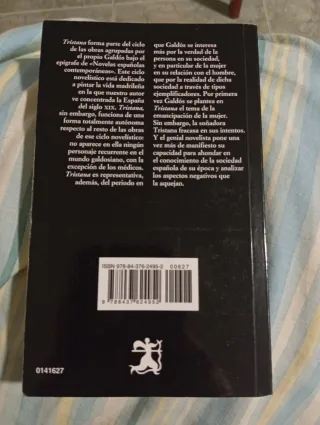 Tristana forma parte del ciclo
de las obras agrupadas por
el propio Galdós bajo el
epígrafe de «Novelas españolas
contemporáneas». Este ciclo
novelístico está dedicado
a pintar la vida madrileña
en la que nuestro autor
ve concentrada la España
del siglo XIX. Tristana,
sin embargo, funciona de una
forma totalmente autónoma
respecto al resto de las obras
de ese ciclo novelístico:
no aparece en ella ningún
personaje recurrente en el
mundo galdosiano, con la
excepción de los médicos.
Tristana es representativa,
además, del periodo en
que Galdós se interesa
más por la verdad de la
persona en su sociedad,
y en particular de la mujer
en su relación con el hombre,
que por la realidad de dicha
sociedad a través de tipos
ejemplificadores. Por primera
vez Galdós se plantea en
Tristana el tema de la
emancipación de la mujer.
Sin embargo, la soñadora
Tristana fracasa en sus intentos.
Y el genial novelista pone una
vez más de manifiesto su
capacidad para ahondar en
el conocimiento de la sociedad
española de su época y analizar
los aspectos negativos que
la aquejan.
ISBN 978-84-376-2495-2
00627
9 788437 624952
0141627